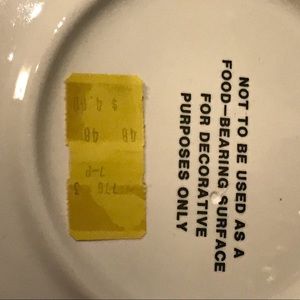 NOT TO BE USED AS A
FOOD—BEARING SURFACE
FOR DECORATIVE
PURPOSES ONLY